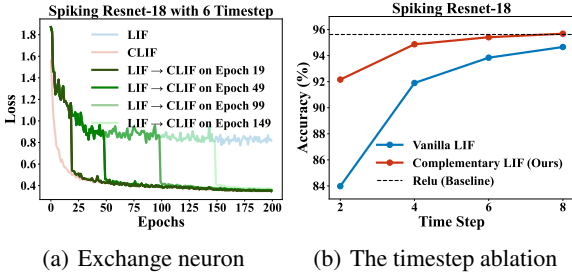 Spiking Resnet-18 with 6 Timestep
1.8
1.6
1.4
1.2
1.0
0.8
0.6
0.4
Loss
LIF
CLIF
LIF → CLIF on Epoch 19
LIF → CLIF on Epoch 49
LIF → CLIF on Epoch 99
LIF → CLIF on Epoch 149
0 25 50 75 100 125 150 175 200
Epochs
(a) Exchange neuron
Spiking Resnet-18
96
94
92
90
88
86
84
Accuracy (%)
Vanilla LIF
Complementary LIF (Ours)
Relu (Baseline)
2 4 6 8
Time Step
(b) The timestep ablation